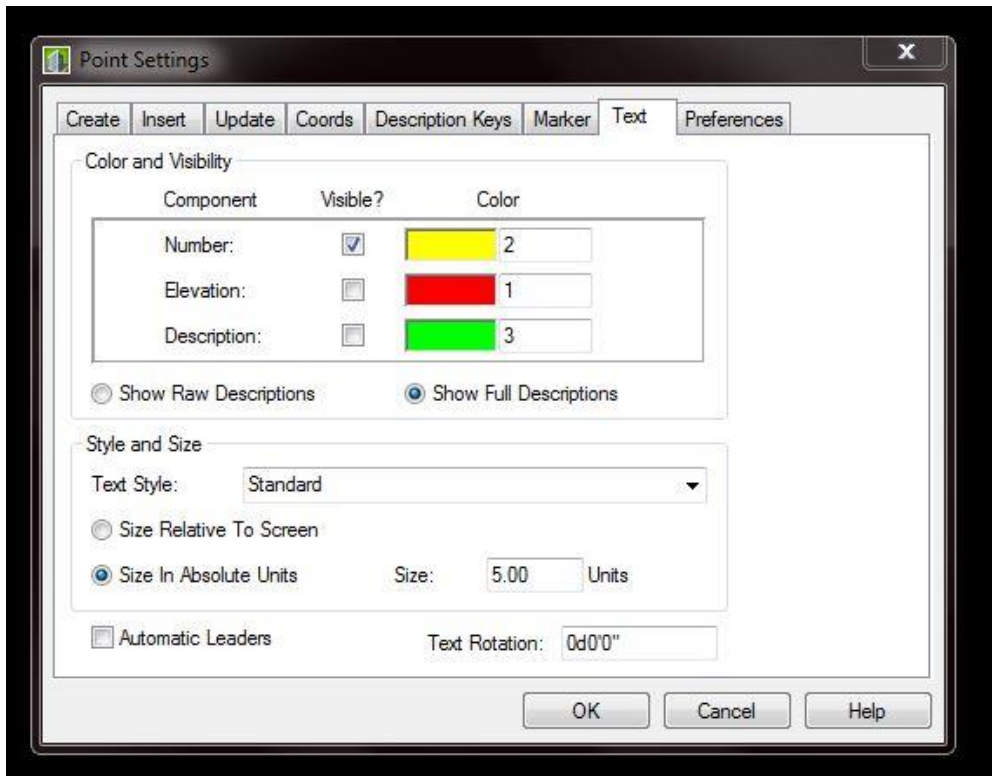 Point Settings
X
Create Insert Update Coords Description Keys Marker Text Preferences
Color and Visibility
Component Visible? Color
Number: 2
Elevation: 1
Description: 3
Show Raw Descriptions Show Full Descriptions
Style and Size
Text Style: Standard
Size Relative To Screen
Size In Absolute Units Size: 5.00 Units
Automatic Leaders Text Rotation: 0d0'0"
OK Cancel Help